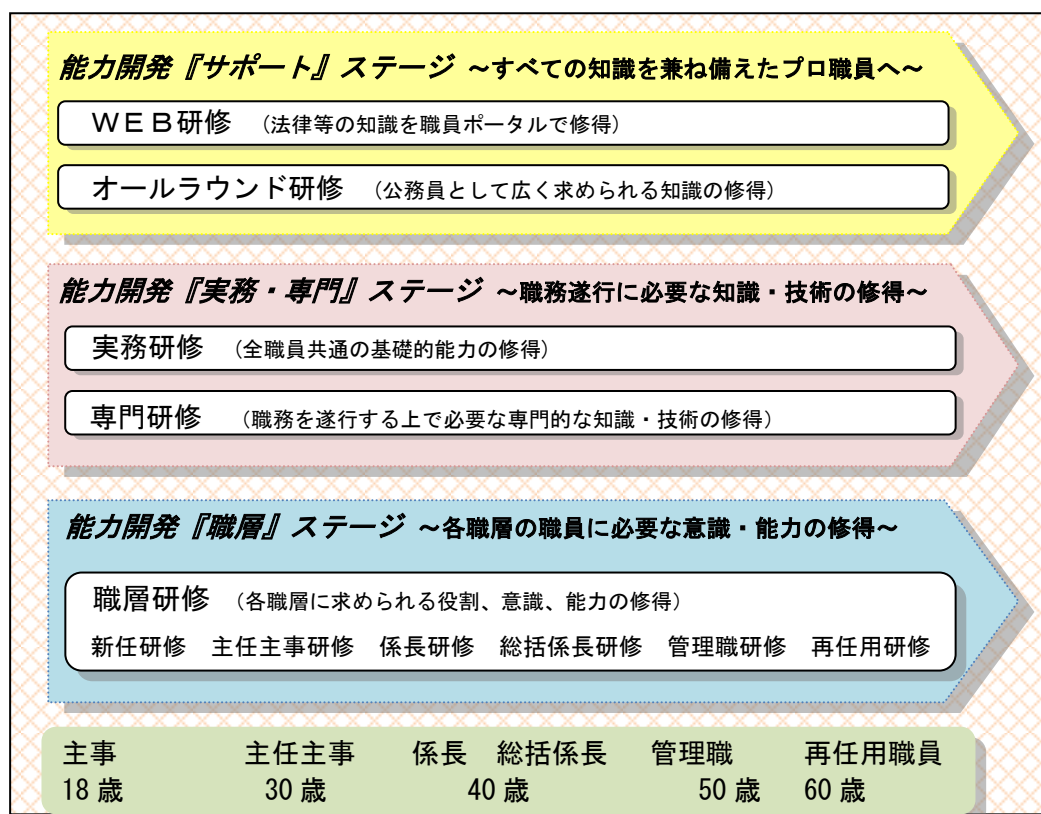 能力開発『サポート』ステージ ～すべての知識を兼ね備えたプロ職員へ～
ＷＥＢ研修 （法律等の知識を職員ポータルで修得）
オールラウンド研修 （公務員として広く求められる知識の修得）
能力開発『実務・専門』ステージ ～職務遂行に必要な知識・技術の修得～
実務研修 （全職員共通の基礎的能力の修得）
専門研修 （職務を遂行する上で必要な専門的な知識・技術の修得）
能力開発『職層』ステージ ～各職層の職員に必要な意識・能力の修得～
職層研修 （各職層に求められる役割、意識、能力の修得）
新任研修 主任主事研修 係長研修 総括係長研修 管理職研修 再任用研修
主事 主任主事 係長 総括係長 管理職 再任用職員
18 歳 30 歳 40 歳 50 歳 60 歳